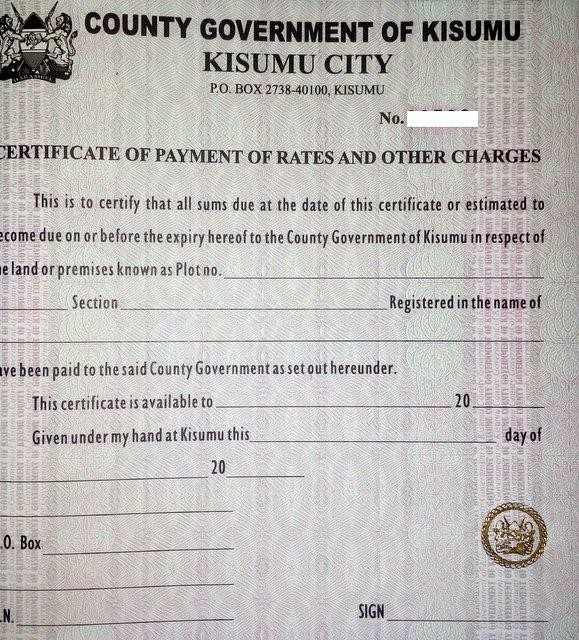 COUNTY GOVERNMENT OF KISUMU
KISUMU CITY
P.O. BOX 2738-40100, KISUMU
No.
CERTIFICATE OF PAYMENT OF RATES AND OTHER CHARGES
This is to certify that all sums due at the date of this certificate or estimated to
ecome due on or before the expiry hereof to the County Government of Kisumu in respect of
e land or premises known as Plot no.
Section Registered in the name of
ve been paid to the said County Government as set out hereunder.
This certificate is available to 20
Given under my hand at Kisumu this day of
20
.O. Box
.N. SIGN